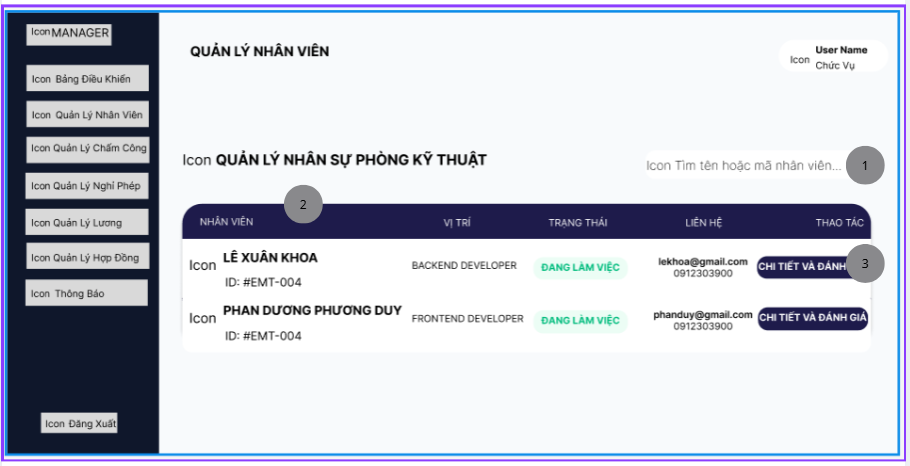 Icon MANAGER
Icon Bảng Điều Khiển
Icon Quản Lý Nhân Viên
Icon Quản Lý Chấm Công
Icon Quản Lý Nghỉ Phép
Icon Quản Lý Lương
Icon Quản Lý Hợp Đồng
Icon Thông Báo
Icon Đăng Xuất
QUẢN LÝ NHÂN VIÊN
Icon User Name
Chức Vụ
Icon QUẢN LÝ NHÂN SỰ PHÒNG KỸ THUẬT
Icon Tìm tên hoặc mã nhân viên... 1
2
NHÂN VIÊN VỊ TRÍ TRẠNG THÁI LIÊN HỆ THAO TÁC
Icon LÊ XUÂN KHOA
ID: #EMT-004
BACKEND DEVELOPER
ĐANG LÀM VIỆC
lekhoa@gmail.com
0912303900
CHI TIẾT VÀ ĐÁNH 3
Icon PHAN DƯƠNG PHƯƠNG DUY
ID: #EMT-004
FRONTEND DEVELOPER
ĐANG LÀM VIỆC
phanduy@gmail.com
0912303900
CHI TIẾT VÀ ĐÁNH GIÁ